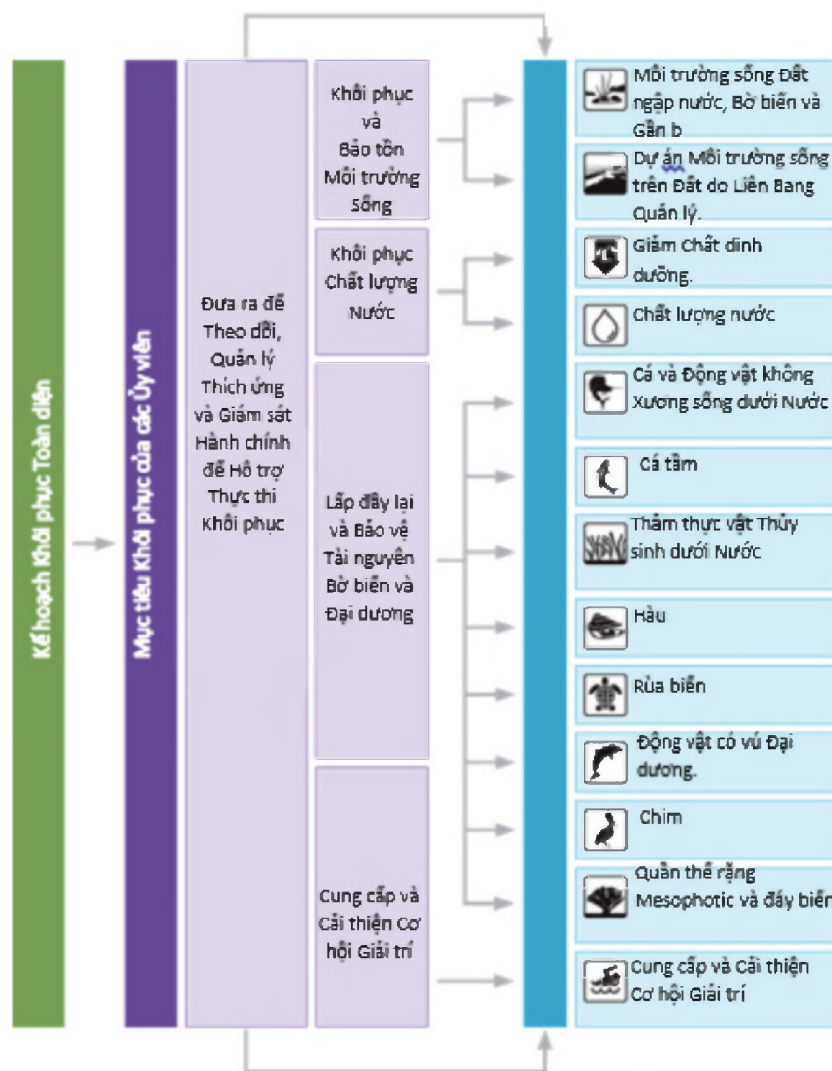 Kế hoạch Khôi phục Toàn diện
Mục tiêu Khôi phục của các Ủy viên
Đưa ra để
Theo dõi,
Quản lý
Thích ứng
và Giám sát
Hành chính
để Hỗ trợ
Thực thi
Khôi phục
Khôi phục
và
Bảo tồn
Môi trường
Sống
Khôi phục
Chất lượng
Nước
Lấp đầy lại
và Bảo vệ
Tài nguyên
Bờ biển và
Đại dương
Cung cấp và
Cải thiện Cơ
hội Giải trí
Môi trường sống Đất
ngập nước, Bờ biển và
Gần b
Dự án Môi trường sống
trên Đất do Liên Bang
Quản lý.
Giảm Chất dinh
dưỡng.
Chất lượng nước
Cá và Động vật không
Xương sống dưới Nước
Cá tầm
Thảm thực vật Thủy
sinh dưới Nước
Hàu
Rùa biển
Động vật có vú Đại
dương.
Chim
Quần thể rặng
Mesophotic và đáy biển
Cung cấp và Cải thiện
Cơ hội Giải trí